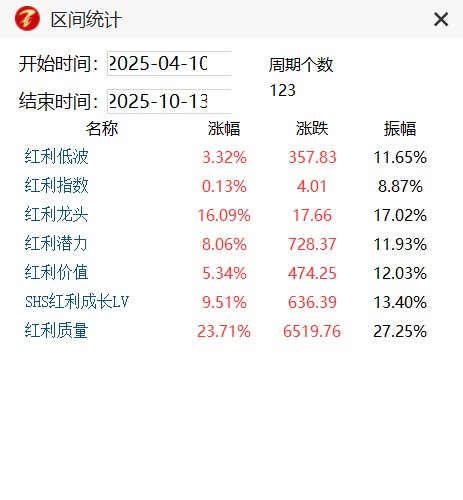 区间统计
开始时间： 2025-04-10 周期个数
结束时间： 2025-10-13 123
名称 涨幅 涨跌 振幅
红利低波 3.32% 357.83 11.65%
红利指数 0.13% 4.01 8.87%
红利龙头 16.09% 17.66 17.02%
红利潜力 8.06% 728.37 11.93%
红利价值 5.34% 474.25 12.03%
SHS红利成长LV 9.51% 636.39 13.40%
红利质量 23.71% 6519.76 27.25%